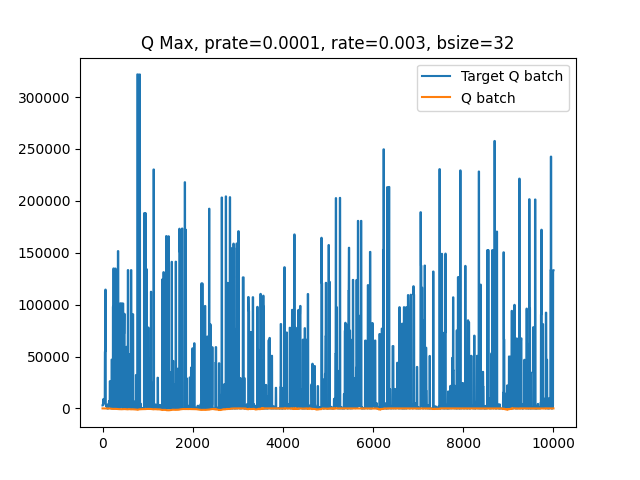 Q Max, prate=0.0001, rate=0.003, bsize=32
Target Q batch
Q batch
300000
250000
200000
150000
100000
50000
0
0 2000 4000 6000 8000 10000